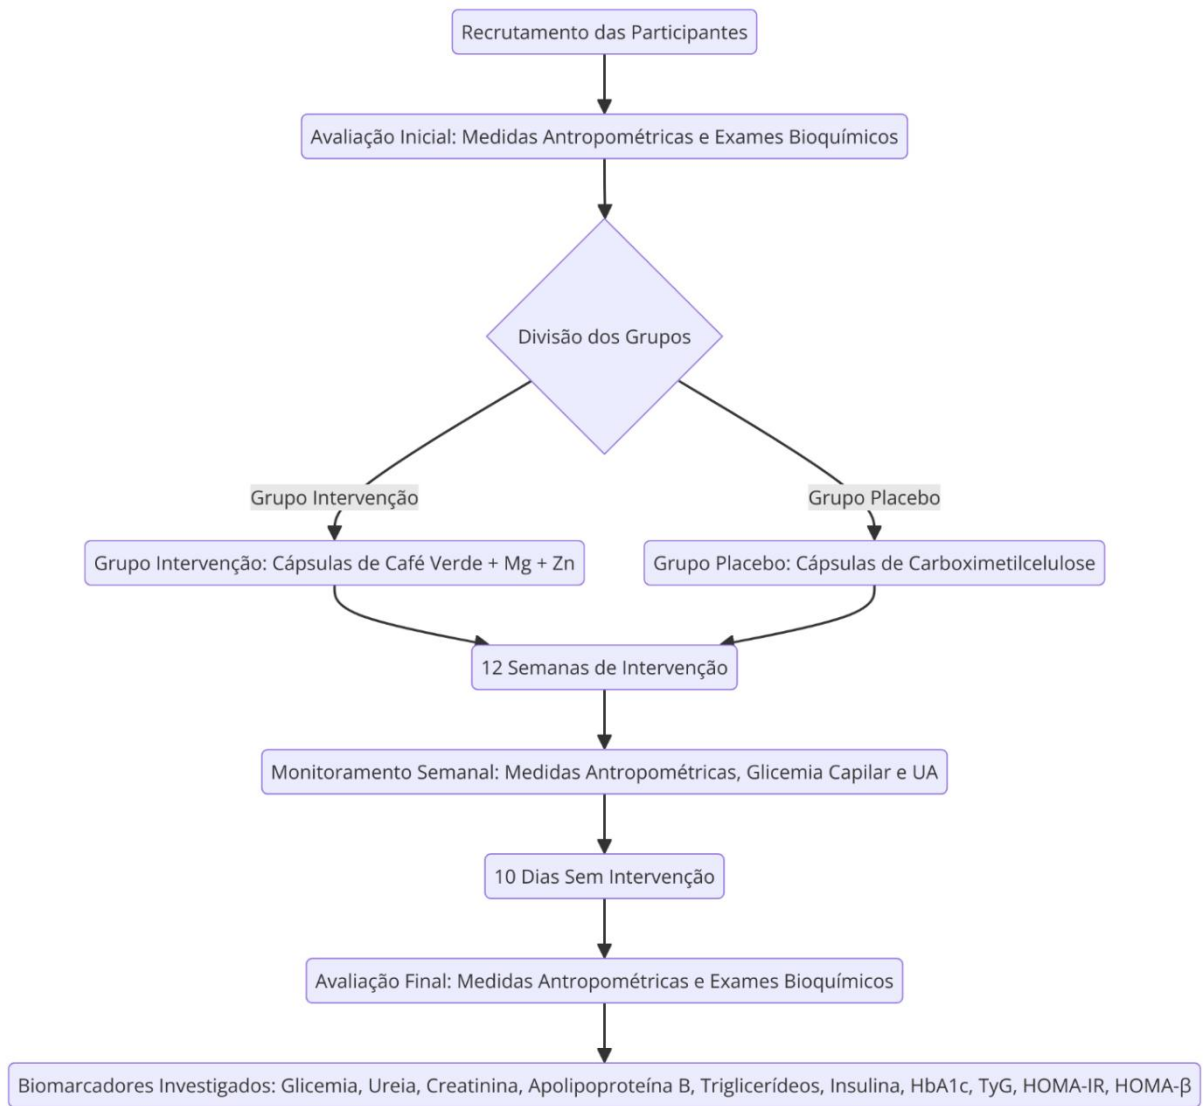 Recrutamento das Participantes
Avaliação Inicial: Medidas Antropométricas e Exames Bioquímicos
Divisão dos Grupos
Grupo Intervenção
Grupo Placebo
Grupo Intervenção: Cápsulas de Café Verde + Mg + Zn
Grupo Placebo: Cápsulas de Carboximetilcelulose
12 Semanas de Intervenção
Monitoramento Semanal: Medidas Antropométricas, Glicemia Capilar e UA
10 Dias Sem Intervenção
Avaliação Final: Medidas Antropométricas e Exames Bioquímicos
Biomarcadores Investigados: Glicemia, Ureia, Creatinina, Apolipoproteína B, Triglicerídeos, Insulina, HbA1c, TyG, HOMA-IR, HOMA-β